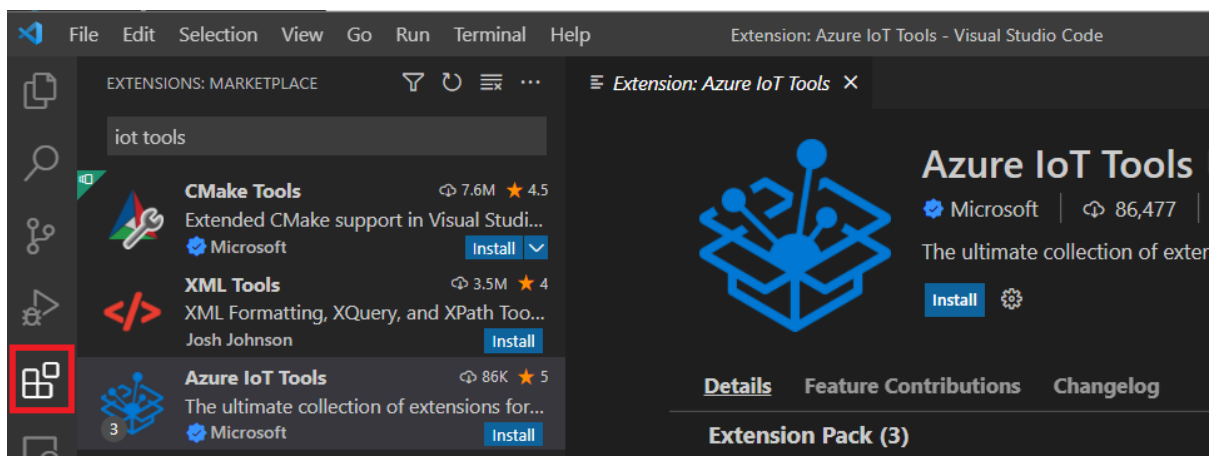 File Edit Selection View Go Run Terminal Help
Extension: Azure IoT Tools - Visual Studio Code
EXTENSIONS: MARKETPLACE
iot tools
CMake Tools 7.6M 4.5
Extended CMake support in Visual Studi...
Microsoft Install
XML Tools 3.5M 4
XML Formatting, XQuery, and XPath Too...
Josh Johnson Install
Azure IoT Tools 86K 5
The ultimate collection of extensions for...
3 Microsoft Install
Extension: Azure IoT Tools
Azure IoT Tools
Microsoft 86,477
The ultimate collection of exten
Install
Details Feature Contributions Changelog
Extension Pack (3)